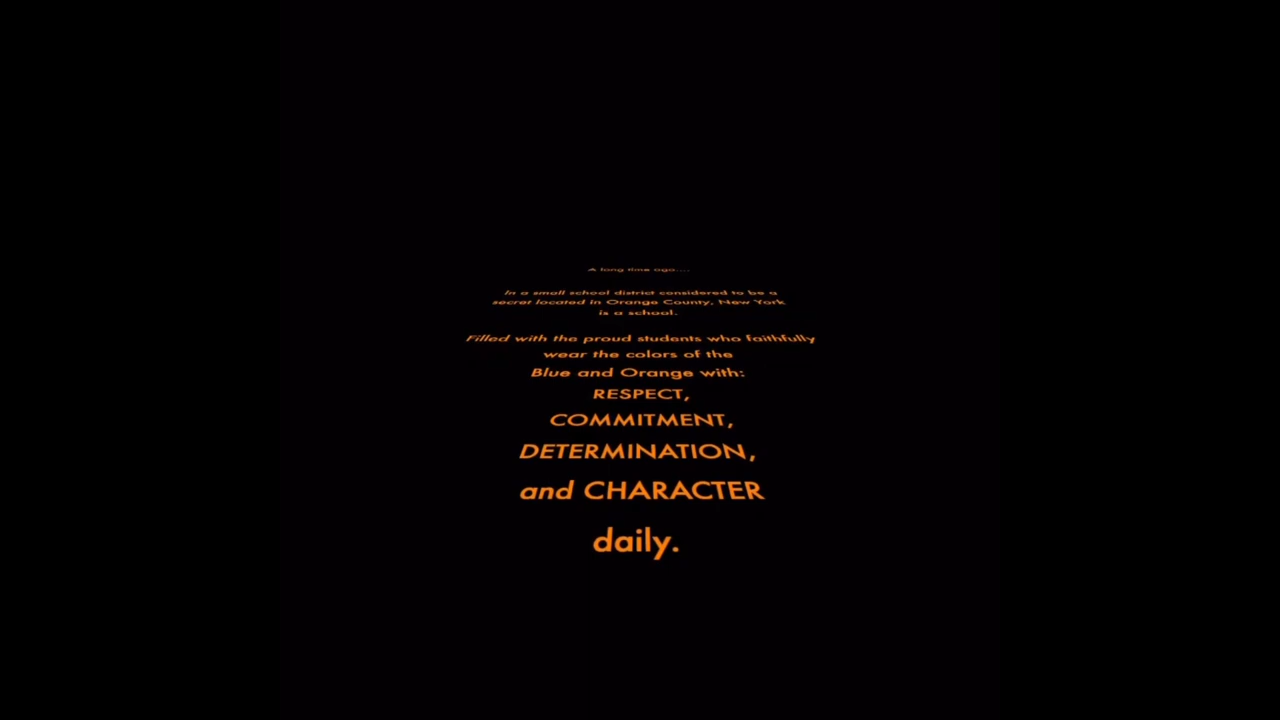 A long time ago....
In a small school district considered to be a
secret located in Orange County, New York
is a school.
Filled with the proud students who faithfully
wear the colors of the
Blue and Orange with:
RESPECT,
COMMITMENT,
DETERMINATION,
and CHARACTER
daily.